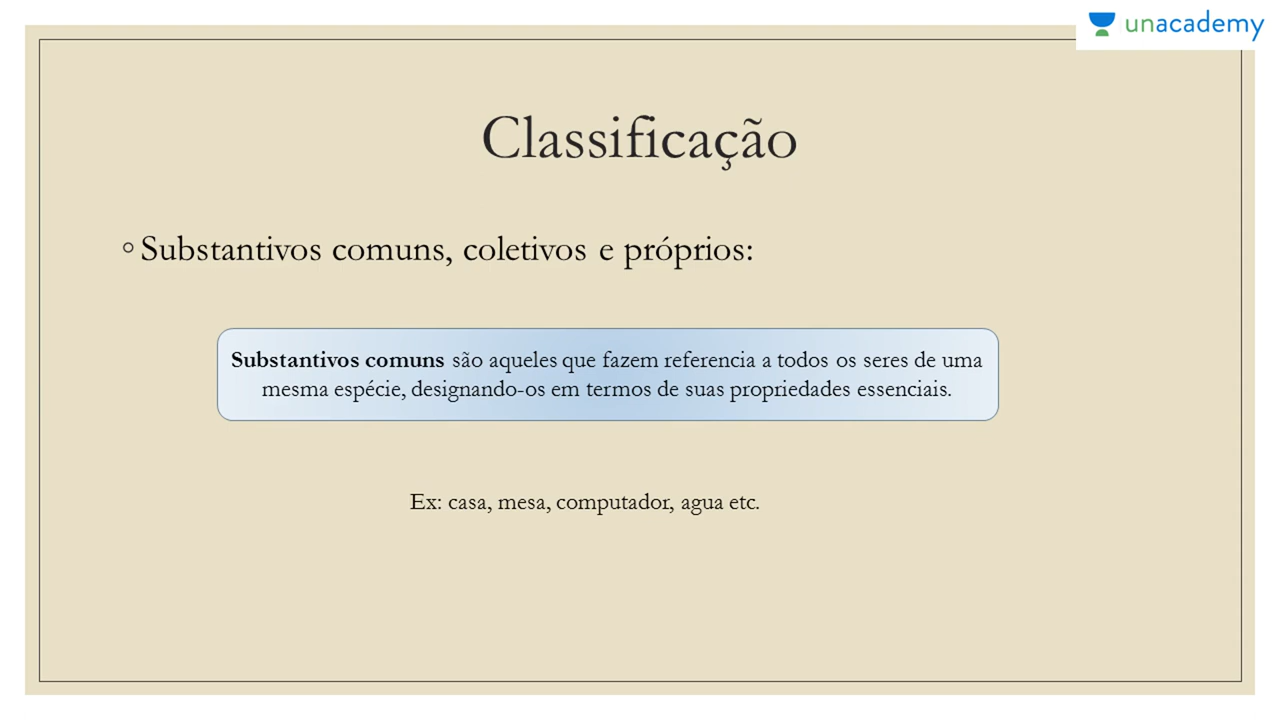 unacademy
Classificação
Substantivos comuns, coletivos e próprios:
Substantivos comuns são aqueles que fazem referencia a todos os seres de uma
mesma espécie, designando-os em termos de suas propriedades essenciais.
Ex: casa, mesa, computador, agua etc.